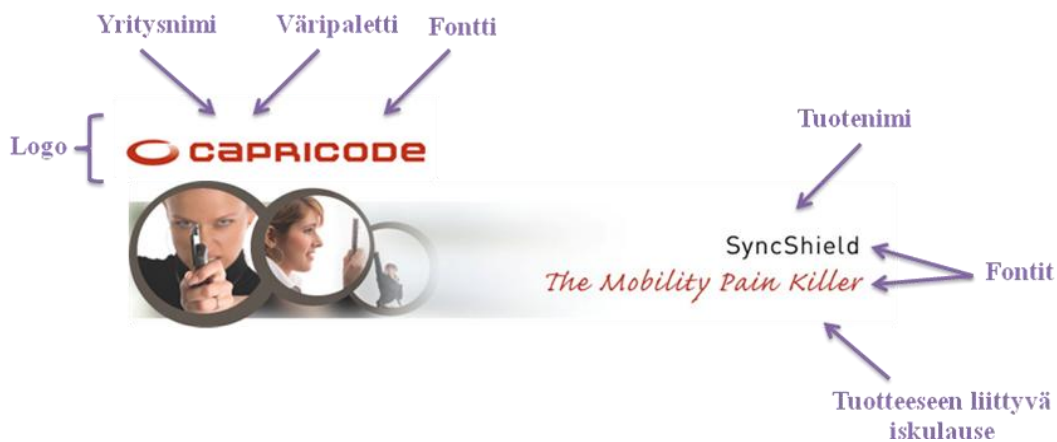 Yritysnimi Väripaletti Fontti
Logo
CAPRICODE
Tuotenimi
SyncShield
The Mobility Pain Killer
Fontit
Tuotteeseen liittyvä
iskulause